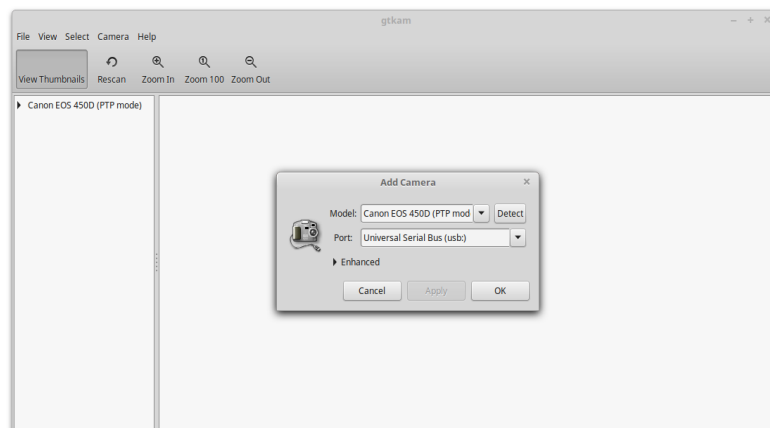 gtkam
File View Select Camera Help
View Thumbnails Rescan Zoom In Zoom 100 Zoom Out
Canon EOS 450D (PTP mode)
Add Camera
Model: Canon EOS 450D (PTP mod Detect
Port: Universal Serial Bus (usb:)
Enhanced
Cancel Apply OK